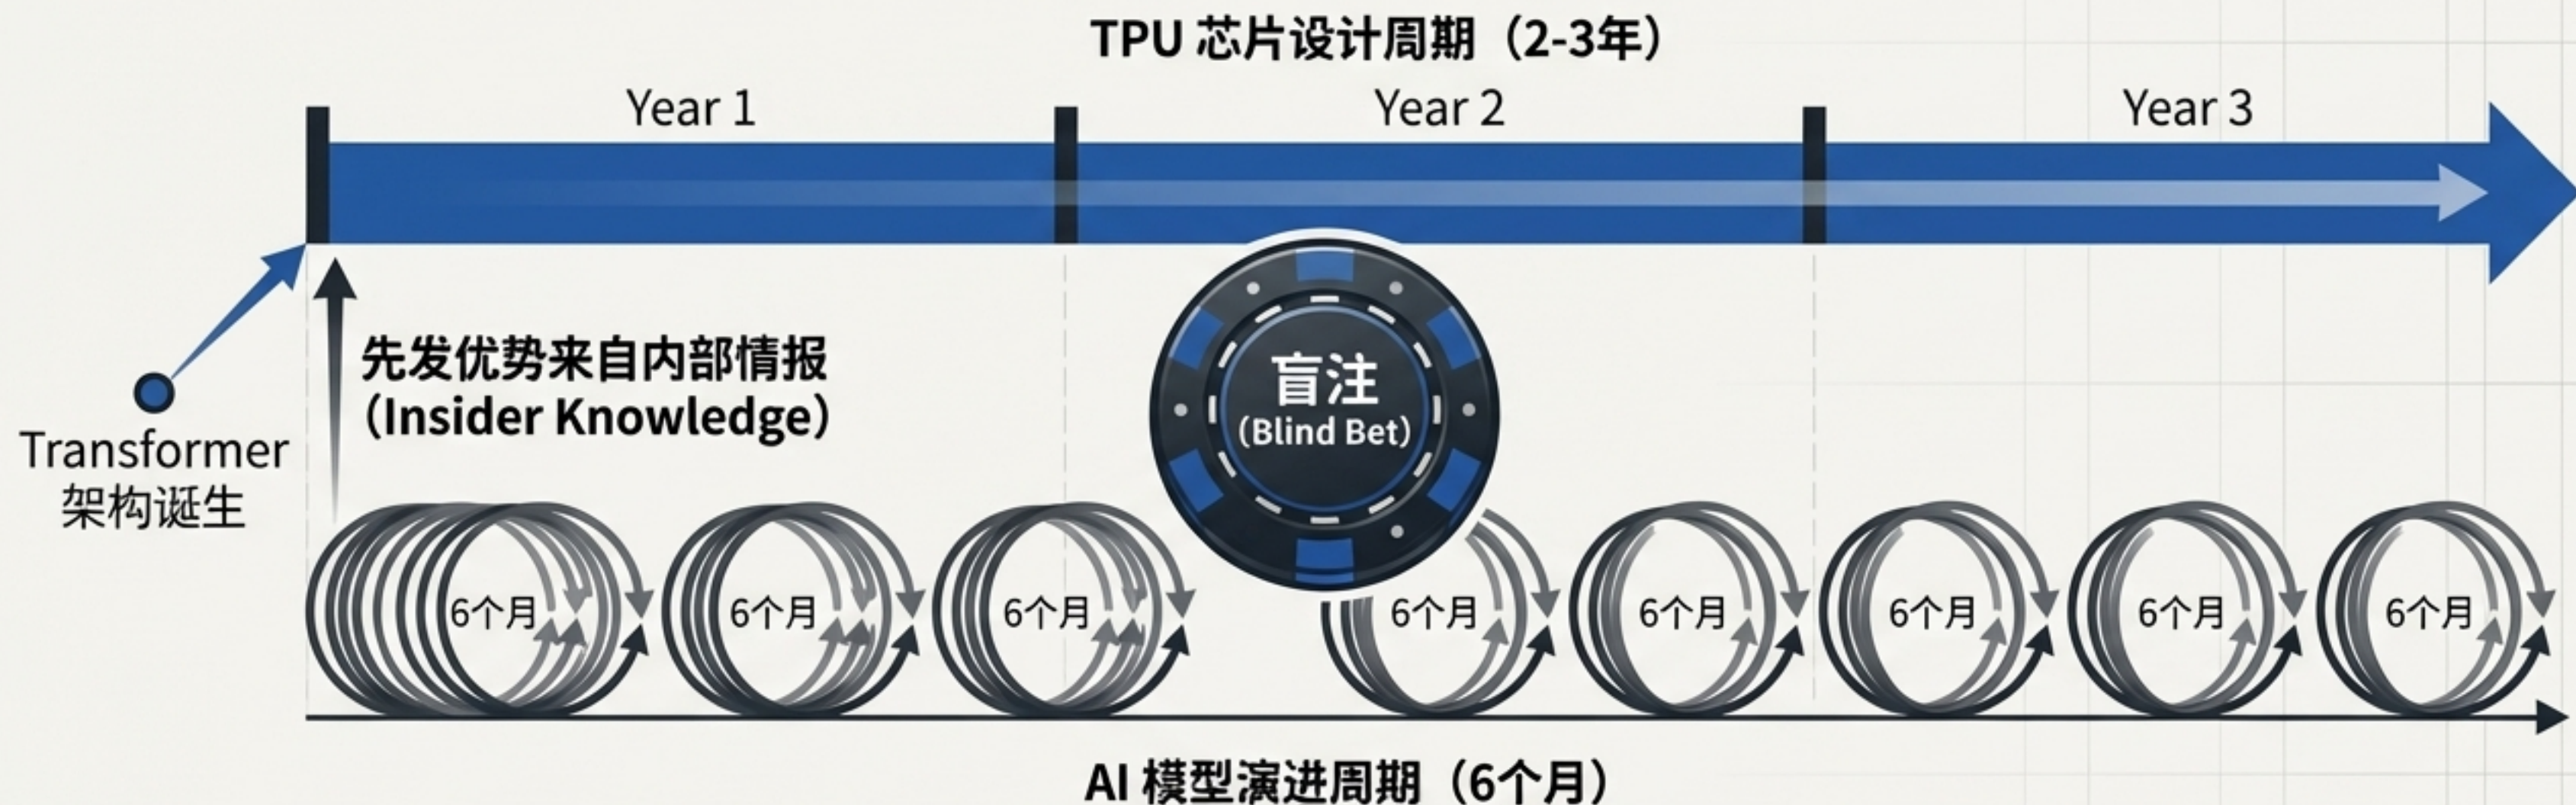 TPU 芯片设计周期（2-3年）
Year 1
Year 2
Year 3
Transformer
架构诞生
先发优势来自内部情报
（Insider Knowledge）
盲注
（Blind Bet）
6个月
6个月
6个月
6个月
6个月
6个月
6个月
6个月
AI 模型演进周期（6个月）